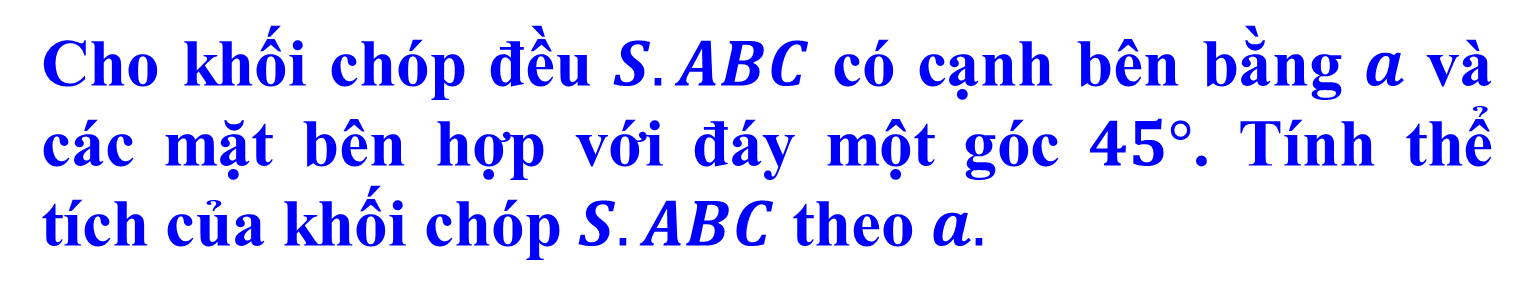 Cho khối chóp đều S.ABC có cạnh bên bằng a và
các mặt bên hợp với đáy một góc 45°. Tính thể
tích của khối chóp S.ABC theo a.